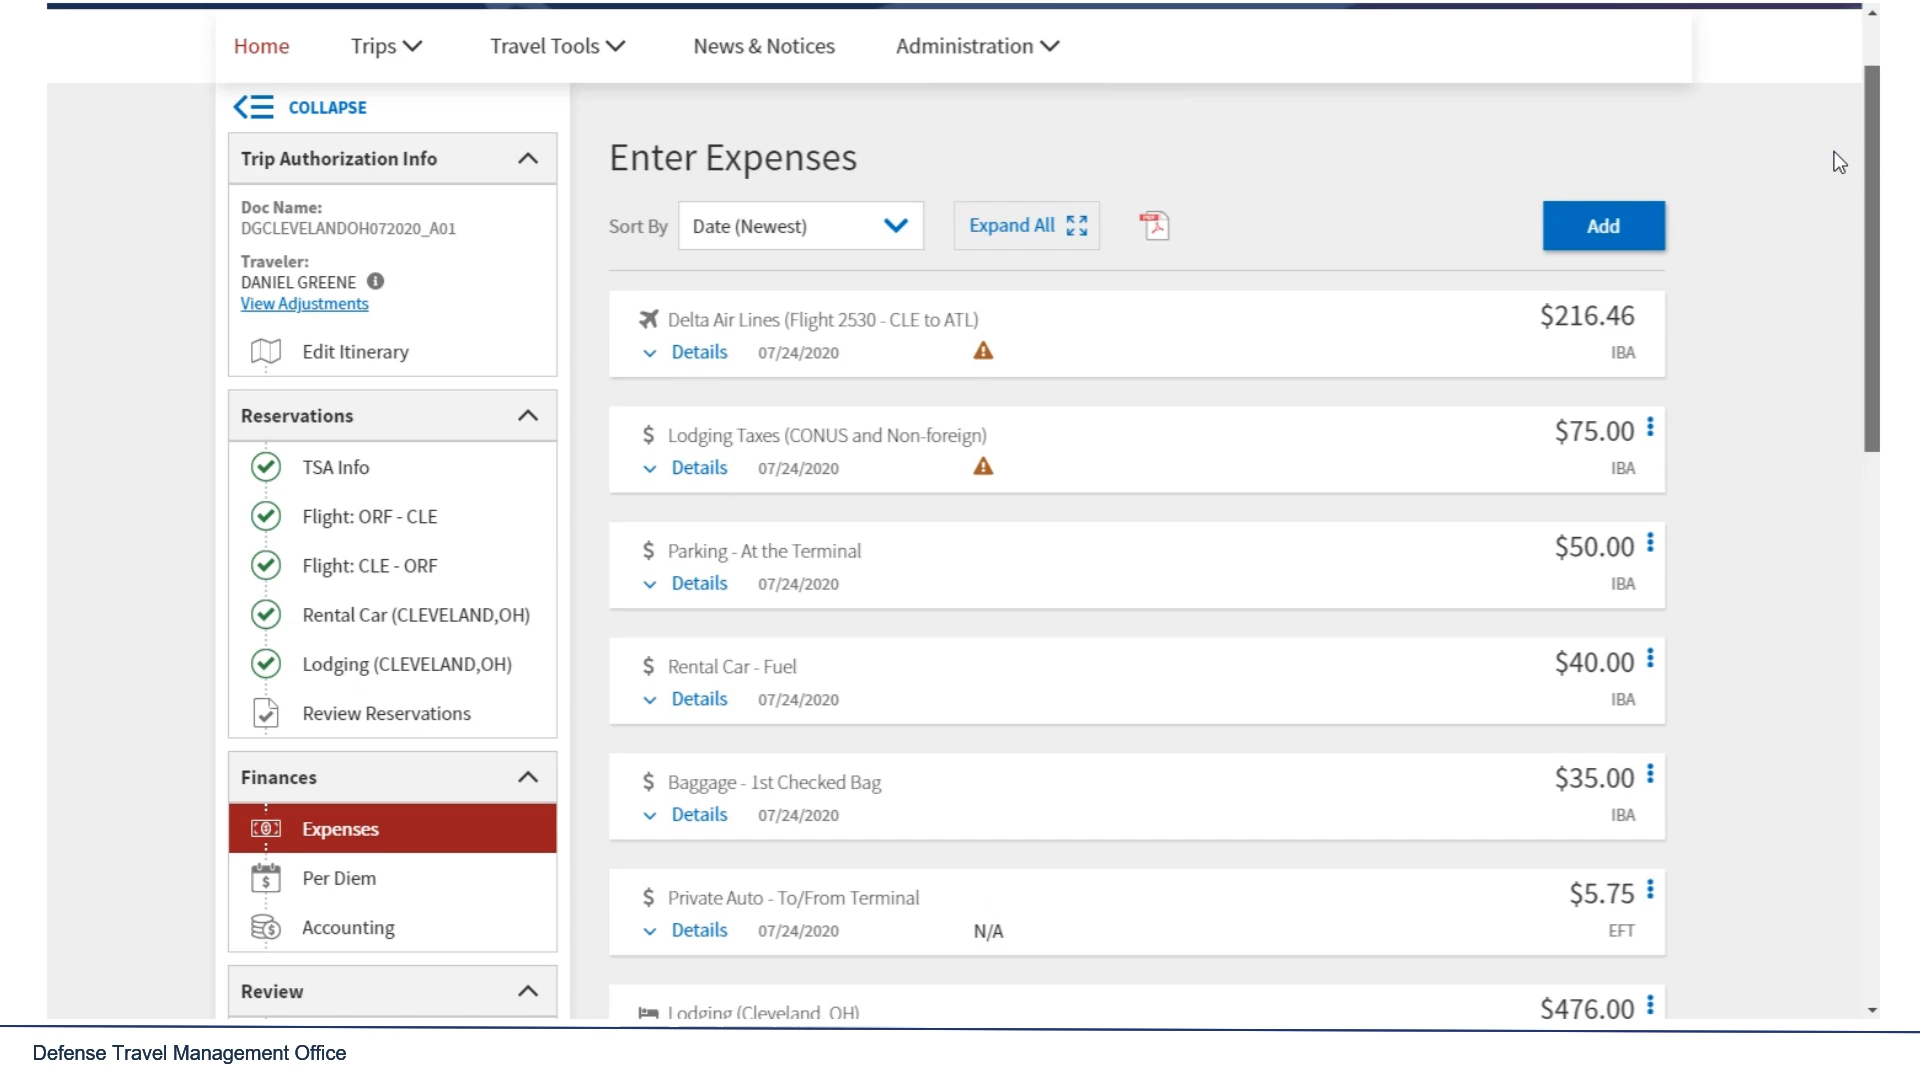 Home Trips Travel Tools News & Notices Administration
COLLAPSE
Trip Authorization Info
Doc Name:
DGCLEVELANDOH072020_A01
Traveler:
DANIEL GREENE
View Adjustments
Edit Itinerary
Reservations
TSA Info
Flight: ORF - CLE
Flight: CLE - ORF
Rental Car (CLEVELAND,OH)
Lodging (CLEVELAND,OH)
Review Reservations
Finances
Expenses
Per Diem
Accounting
Review
Enter Expenses
Sort By Date (Newest) Expand All Add
Delta Air Lines (Flight 2530 - CLE to ATL) $216.46
Details 07/24/2020 IBA
Lodging Taxes (CONUS and Non-foreign) $75.00
Details 07/24/2020 IBA
Parking - At the Terminal $50.00
Details 07/24/2020 IBA
Rental Car - Fuel $40.00
Details 07/24/2020 IBA
Baggage - 1st Checked Bag $35.00
Details 07/24/2020 IBA
Private Auto - To/From Terminal $5.75
Details 07/24/2020 N/A EFT
Lodging (Cleveland, OH) $476.00
Defense Travel Management Office